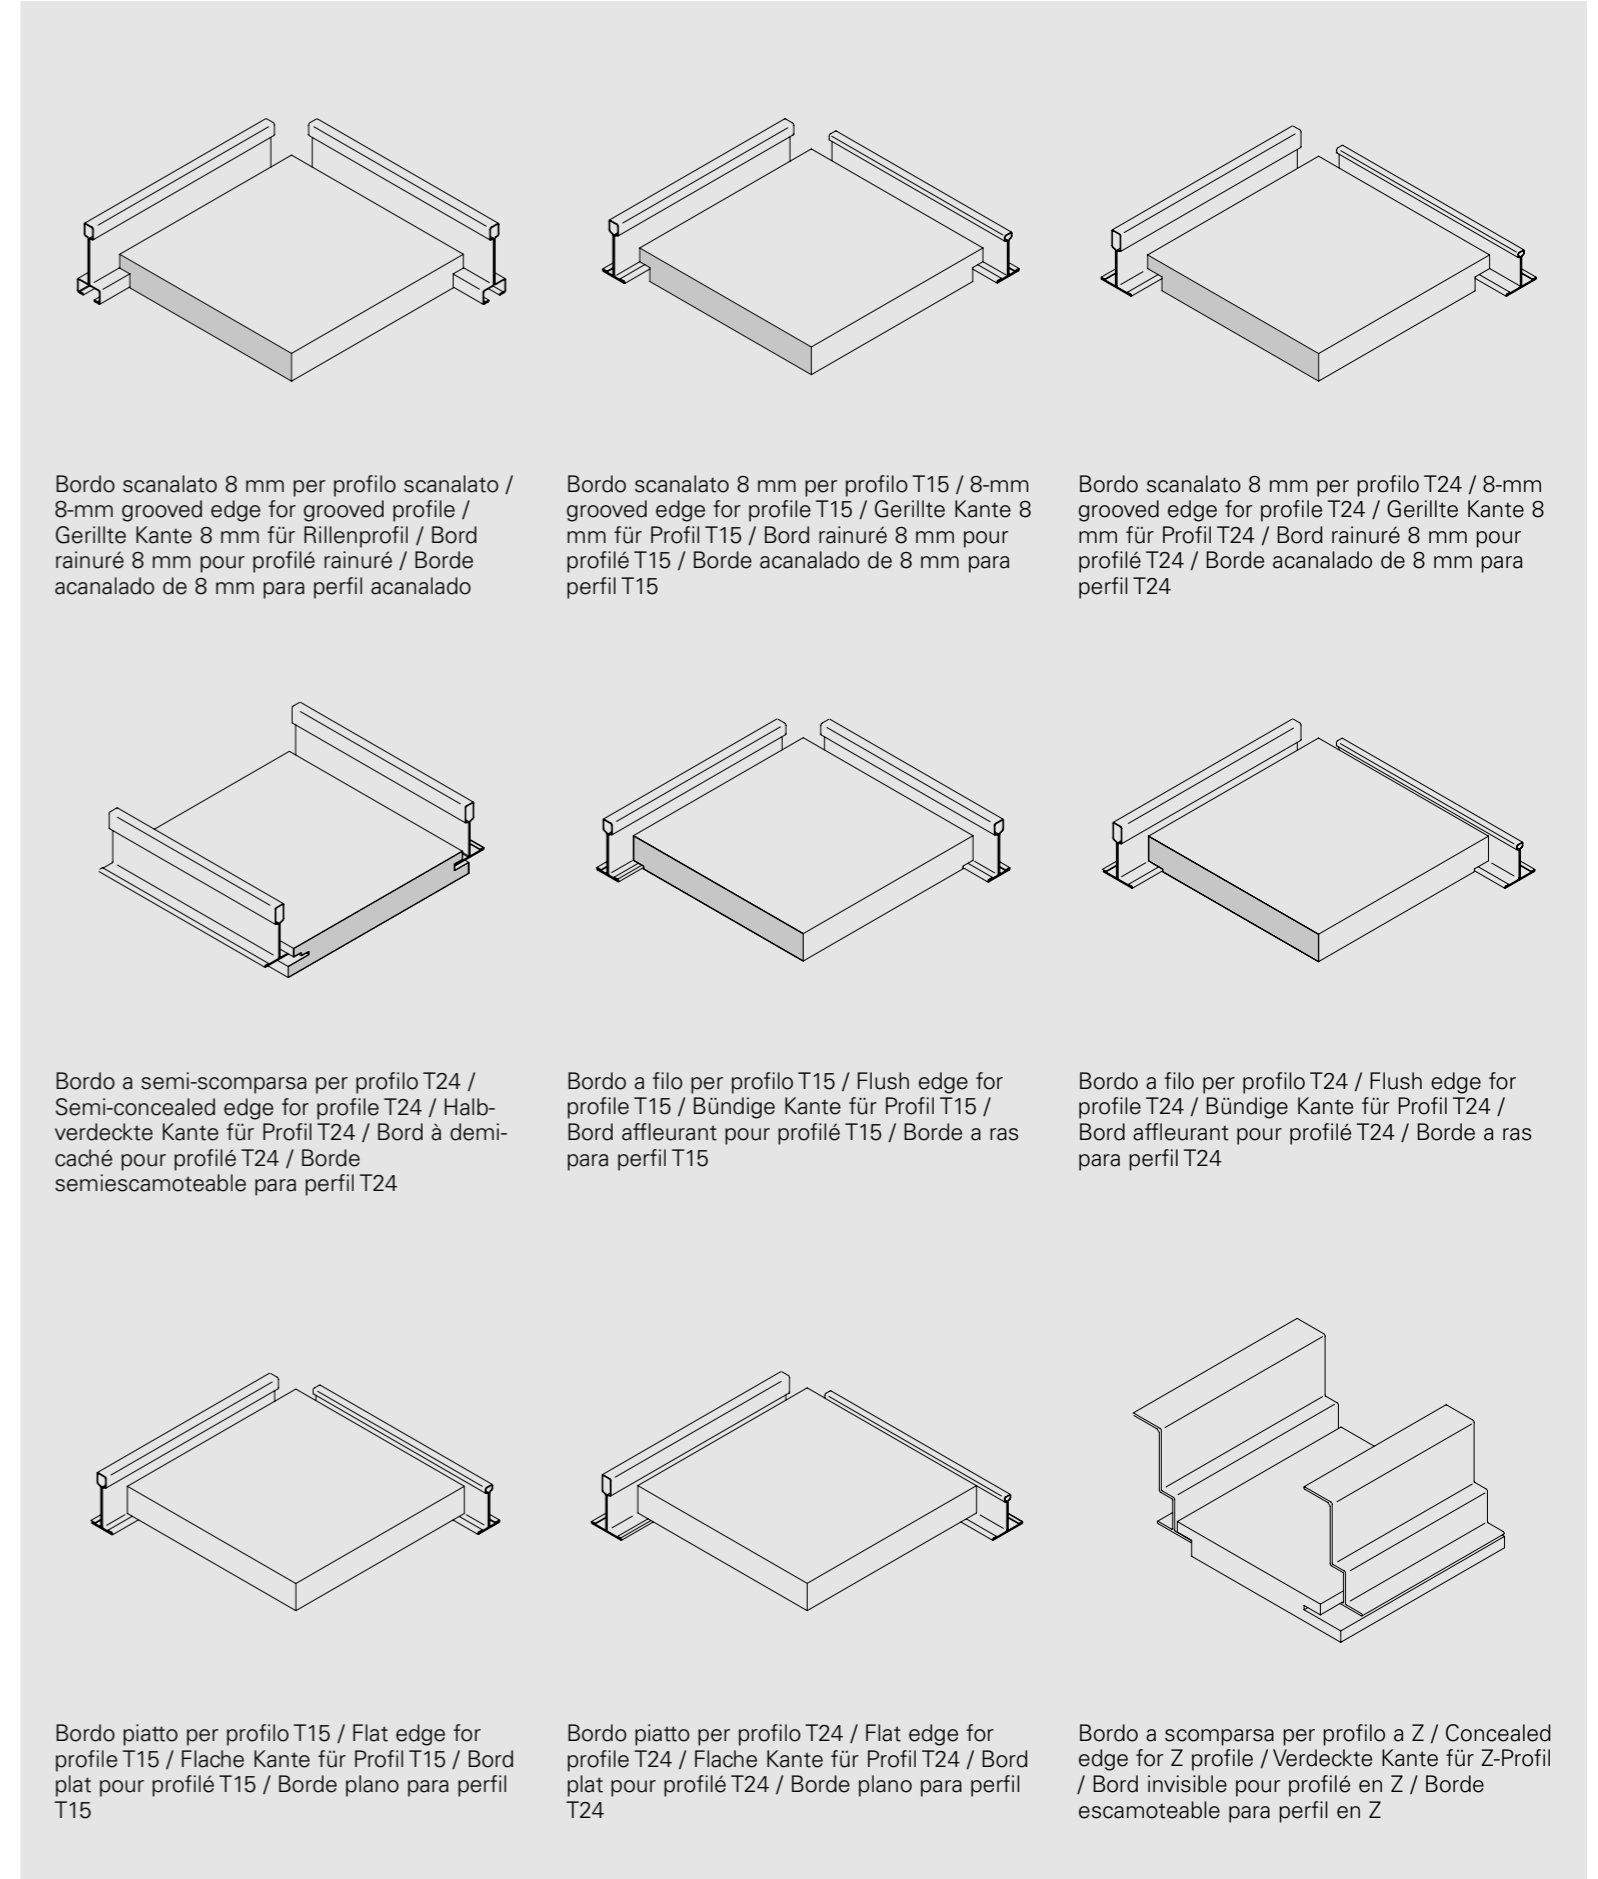 Bordo scanalato 8 mm per profilo scanalato /
8-mm grooved edge for grooved profile /
Gerillte Kante 8 mm für Rillenprofil / Bord
rainuré 8 mm pour profilé rainuré / Borde
acanalado de 8 mm para perfil acanalado
Bordo scanalato 8 mm per profilo T15 / 8-mm
grooved edge for profile T15 / Gerillte Kante 8
mm für Profil T15 / Bord rainuré 8 mm pour
profilé T15 / Borde acanalado de 8 mm para
perfil T15
Bordo scanalato 8 mm per profilo T24 / 8-mm
grooved edge for profile T24 / Gerillte Kante 8
mm für Profil T24 / Bord rainuré 8 mm pour
profilé T24 / Borde acanalado de 8 mm para
perfil T24
Bordo a semi-scomparsa per profilo T24 /
Semi-concealed edge for profile T24 / Halb-
verdeckte Kante für Profil T24 / Bord à demi-
caché pour profilé T24 / Borde
semiescamoteable para perfil T24
Bordo a filo per profilo T15 / Flush edge for
profile T15 / Bündige Kante für Profil T15 /
Bord affleurant pour profilé T15 / Borde a ras
para perfil T15
Bordo a filo per profilo T24 / Flush edge for
profile T24 / Bündige Kante für Profil T24 /
Bord affleurant pour profilé T24 / Borde a ras
para perfil T24
Bordo piatto per profilo T15 / Flat edge for
profile T15 / Flache Kante für Profil T15 / Bord
plat pour profilé T15 / Borde plano para perfil
T15
Bordo piatto per profilo T24 / Flat edge for
profile T24 / Flache Kante für Profil T24 / Bord
plat pour profilé T24 / Borde plano para perfil
T24
Bordo a scomparsa per profilo a Z / Concealed
edge for Z profile / Verdeckte Kante für Z-Profil
/ Bord invisible pour profilé en Z / Borde
escamoteable para perfil en Z